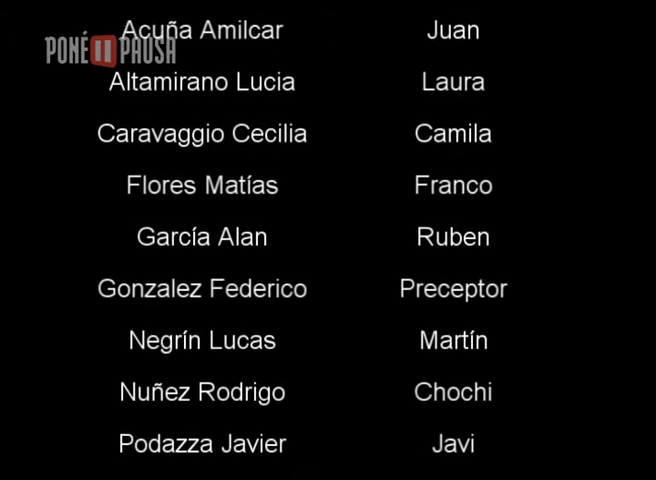 Acuña Amilcar Juan
PONÉ PAUSA
Altamirano Lucia Laura
Caravaggio Cecilia Camila
Flores Matías Franco
García Alan Ruben
Gonzalez Federico Preceptor
Negrín Lucas Martín
Nuñez Rodrigo Chochi
Podazza Javier Javi